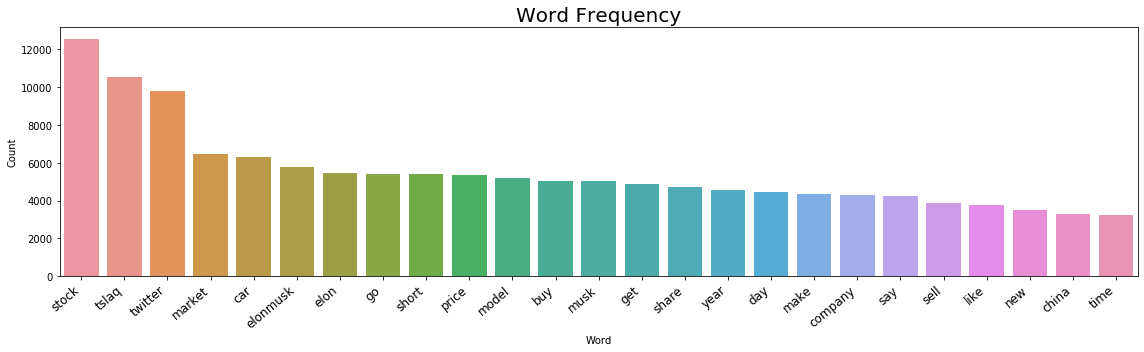 Word Frequency
12000
10000
8000
6000
4000
2000
0
Count
stock
tslaq
twitter
market
car
elonmusk
elon
go
short
price
model
buy
musk
get
share
year
day
make
company
say
sell
like
new
china
time
Word